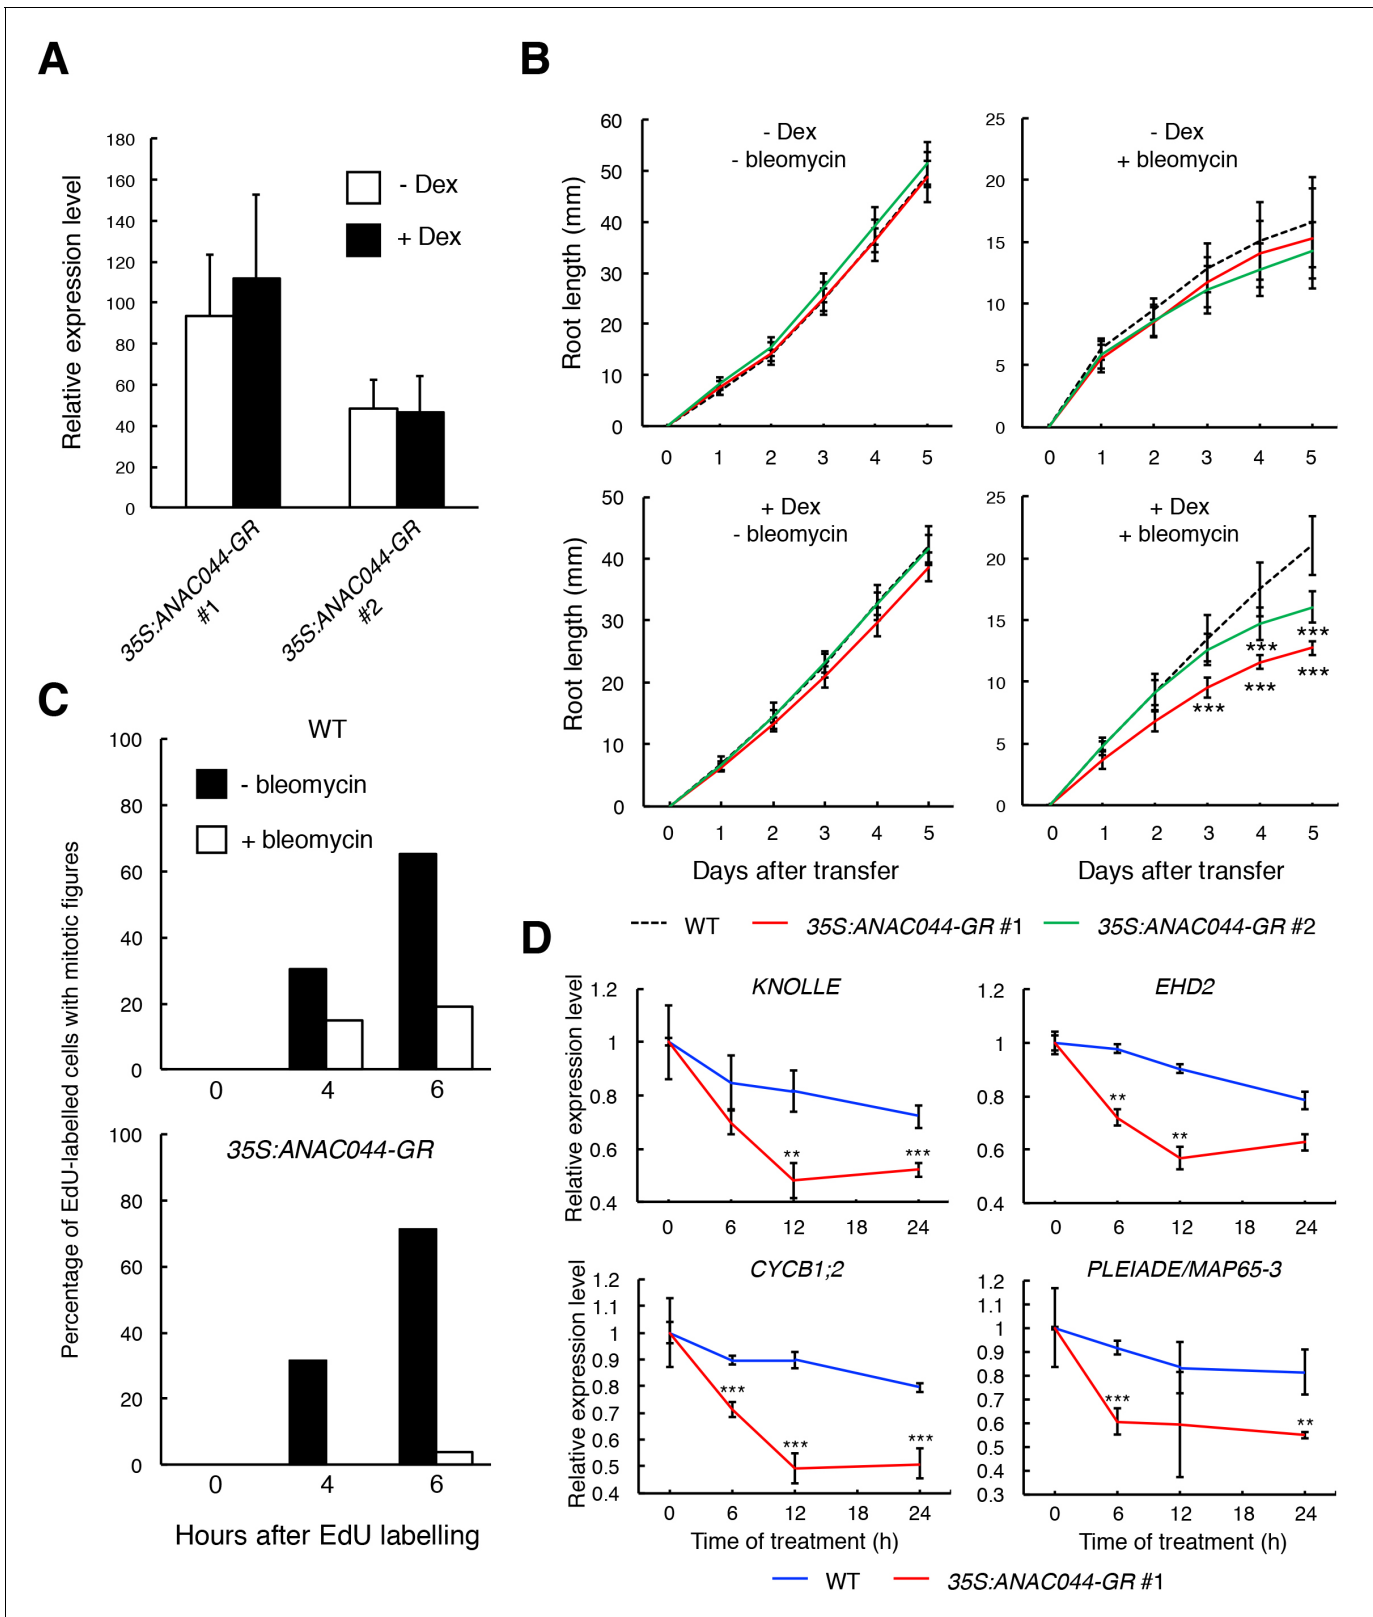 A
180
160
140
120
100
80
60
40
20
0
Relative expression level
- Dex
+ Dex
35S:ANAC044-GR
#1
35S:ANAC044-GR
#2
B
60
50
40
30
20
10
0
Root length (mm)
- Dex
- bleomycin
0 1 2 3 4 5
25
20
15
10
5
0
- Dex
+ bleomycin
0 1 2 3 4 5
50
40
30
20
10
0
Root length (mm)
+ Dex
- bleomycin
0 1 2 3 4 5
Days after transfer
25
20
15
10
5
0
+ Dex
+ bleomycin
***
***
***
***
***
0 1 2 3 4 5
Days after transfer
WT 35S:ANAC044-GR #1 35S:ANAC044-GR #2
C
Percentage of EdU-labelled cells with mitotic figures
WT
100
80
60
40
20
0
- bleomycin
+ bleomycin
0 4 6
35S:ANAC044-GR
100
80
60
40
20
0
0 4 6
Hours after EdU labelling
D
Relative expression level
KNOLLE
1.2
1
0.8
0.6
0.4
**
***
0 6 12 18 24
EHD2
1.2
1
0.8
0.6
0.4
**
**
0 6 12 18 24
Relative expression level
CYCB1;2
1.2
1.1
1
0.9
0.8
0.7
0.6
0.5
0.4
***
***
***
0 6 12 18 24
Time of treatment (h)
PLEIADE/MAP65-3
1.2
1.1
1
0.9
0.8
0.7
0.6
0.5
0.4
0.3
***
**
0 6 12 18 24
Time of treatment (h)
WT 35S:ANAC044-GR #1